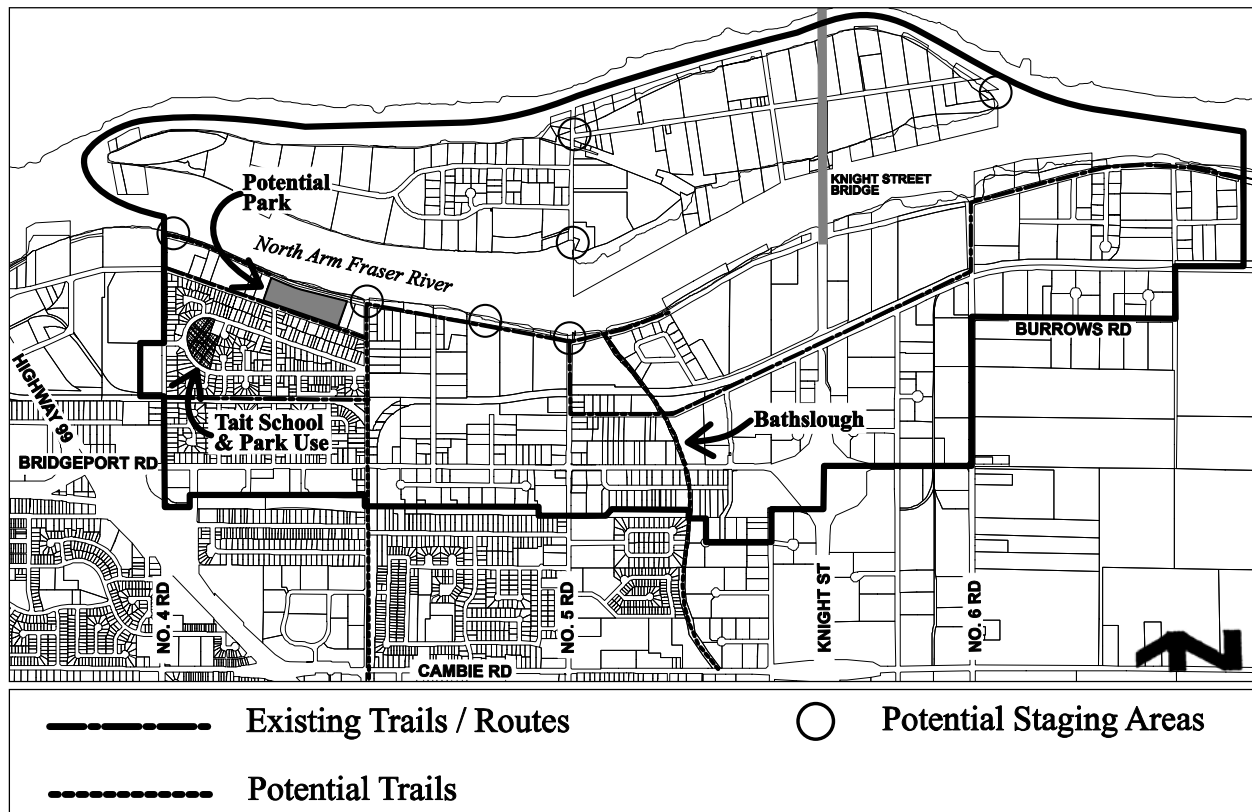 KNIGHT STREET
BRIDGE
Potential
Park
North Arm Fraser River
BURROWS RD
HIGHWAY 99
Tait School
& Park Use
Bathslough
BRIDGEPORT RD
NO. 4 RD
NO. 5 RD
KNIGHT ST
NO. 6 RD
CAMBIE RD
N
Existing Trails / Routes
Potential Staging Areas
Potential Trails